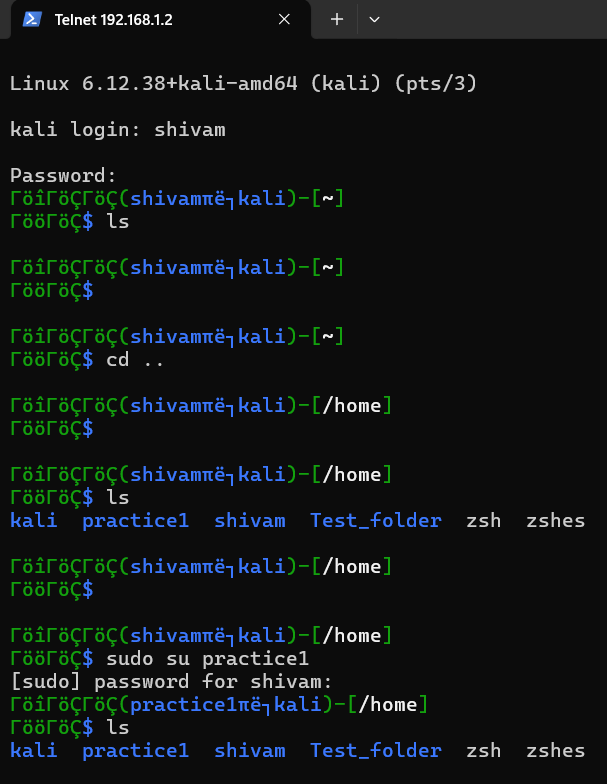 Telnet 192.168.1.2
Linux 6.12.38+kali-amd64 (kali) (pts/3)
kali login: shivam
Password:
ΓöîΓöÇΓöÇ(shivamπë┐kali)-[~]
ΓööΓöÇ$ ls
ΓöîΓöÇΓöÇ(shivamπë┐kali)-[~]
ΓööΓöÇ$
ΓöîΓöÇΓöÇ(shivamπë┐kali)-[~]
ΓööΓöÇ$ cd ..
ΓöîΓöÇΓöÇ(shivamπë┐kali)-[/home]
ΓööΓöÇ$
ΓöîΓöÇΓöÇ(shivamπë┐kali)-[/home]
ΓööΓöÇ$ ls
kali practice1 shivam Test_folder zsh zshes
ΓöîΓöÇΓöÇ(shivamπë┐kali)-[/home]
ΓööΓöÇ$
ΓöîΓöÇΓöÇ(shivamπë┐kali)-[/home]
ΓööΓöÇ$ sudo su practice1
[sudo] password for shivam:
ΓöîΓöÇΓöÇ(practice1πë┐kali)-[/home]
ΓööΓöÇ$ ls
kali practice1 shivam Test_folder zsh zshes